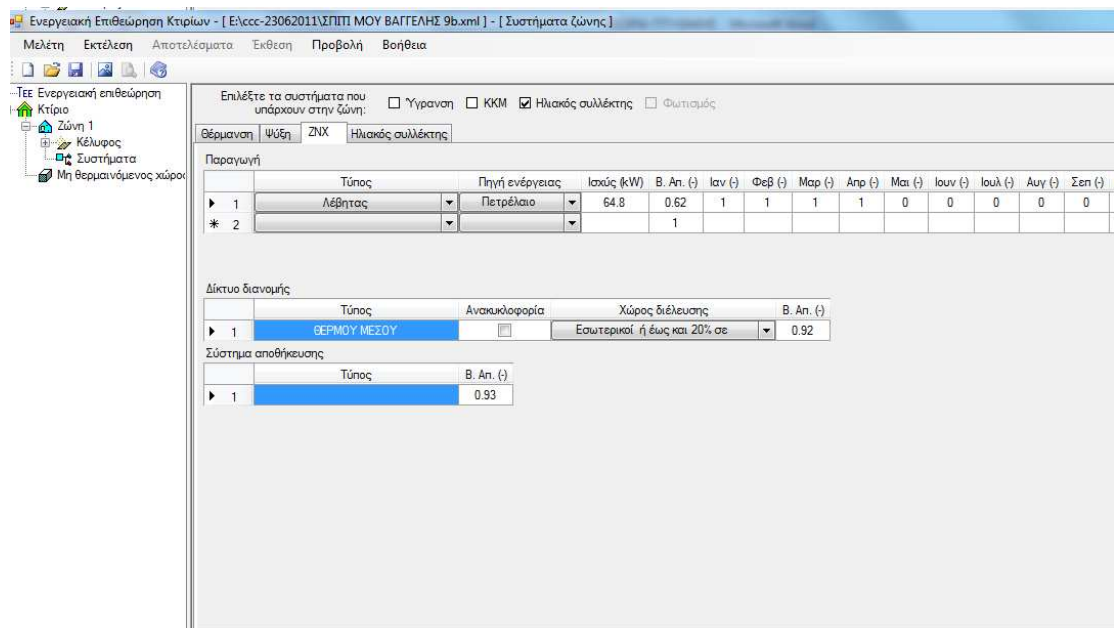 Ενεργειακή Επιθεώρηση Κτιρίων - [ E:\ccc-23062011\ΣΠΙΤΙ ΜΟΥ ΒΑΓΓΕΛΗΣ 9b.xml ] - [ Συστήματα ζώνης ]
Μελέτη Εκτέλεση Αποτελέσματα Έκθεση Προβολή Βοήθεια
TEE Ενεργειακή επιθεώρηση
Κτίριο
Ζώνη 1
Κέλυφος
Συστήματα
Μη θερμαινόμενος χώρος
Επιλέξτε τα συστήματα που
υπάρχουν στην ζώνη:
Ύγρανση ΚΚΜ Ηλιακός συλλέκτης Φωτισμός
Θέρμανση Ψύξη ΖΝΧ Ηλιακός συλλέκτης
Παραγωγή
Τύπος Πηγή ενέργειας Ισχύς (kW) Β. Απ. (-) Ιαν (-) Φεβ (-) Μαρ (-) Απρ (-) Μαι (-) Ιουν (-) Ιουλ (-) Αυγ (-) Σεπ (-)
1 Λέβητας Πετρέλαιο 64.8 0.62 1 1 1 1 0 0 0 0 0
* 2 1
Δίκτυο διανομής
Τύπος Ανακυκλοφορία Χώρος διέλευσης Β. Απ. (-)
1 ΘΕΡΜΟΥ ΜΕΣΟΥ Εσωτερικοί ή έως και 20% σε 0.92
Σύστημα αποθήκευσης
Τύπος Β. Απ. (-)
1 0.93